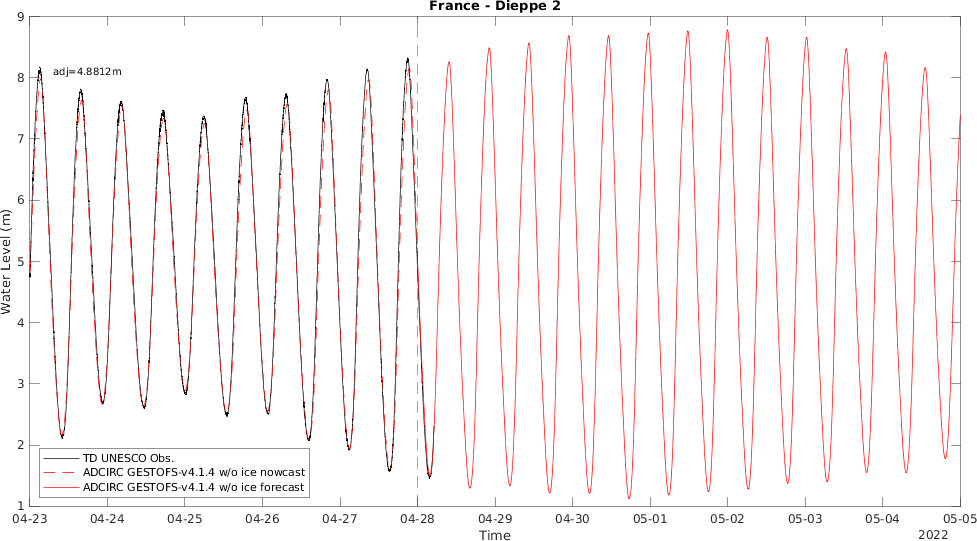 France - Dieppe 2
adj=4.8812m
9
8
7
6
5
4
3
2
1
Water Level (m)
TD UNESCO Obs.
ADCIRC GESTOFS-v4.1.4 w/o ice nowcast
ADCIRC GESTOFS-v4.1.4 w/o ice forecast
04-23 04-24 04-25 04-26 04-27 04-28 04-29 04-30 05-01 05-02 05-03 05-04 05-05
Time
2022